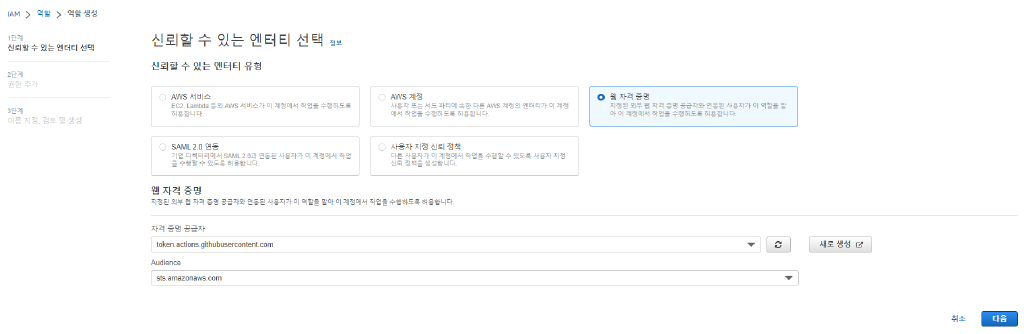 IAM > 역할 > 역할 생성
1단계
신뢰할 수 있는 엔터티 선택
2단계
권한 추가
3단계
이름 지정, 검토 및 생성
신뢰할 수 있는 엔터티 선택 정보
신뢰할 수 있는 엔터티 유형
AWS 서비스
EC2, Lambda 등의 AWS 서비스가 이 계정에서 작업을 수행하도록
허용합니다.
AWS 계정
사용자 또는 서드 파티에 속한 다른 AWS 계정의 엔터티가 이 계정
에서 작업을 수행하도록 허용합니다.
웹 자격 증명
지정된 외부 웹 자격 증명 공급자와 연동된 사용자가 이 역할을 맡
아 이 계정에서 작업을 수행하도록 허용합니다.
SAML 2.0 연동
기업 디렉터리에서 SAML 2.0과 연동된 사용자가 이 계정에서 작업
을 수행할 수 있도록 허용합니다.
사용자 지정 신뢰 정책
다른 사용자가 이 계정에서 작업을 수행할 수 있도록 사용자 지정
신뢰 정책을 생성합니다.
웹 자격 증명
지정된 외부 웹 자격 증명 공급자와 연동된 사용자가 이 역할을 맡아 이 계정에서 작업을 수행하도록 허용합니다.
자격 증명 공급자
token.actions.githubusercontent.com
새로 생성
Audience
sts.amazonaws.com
취소
다음